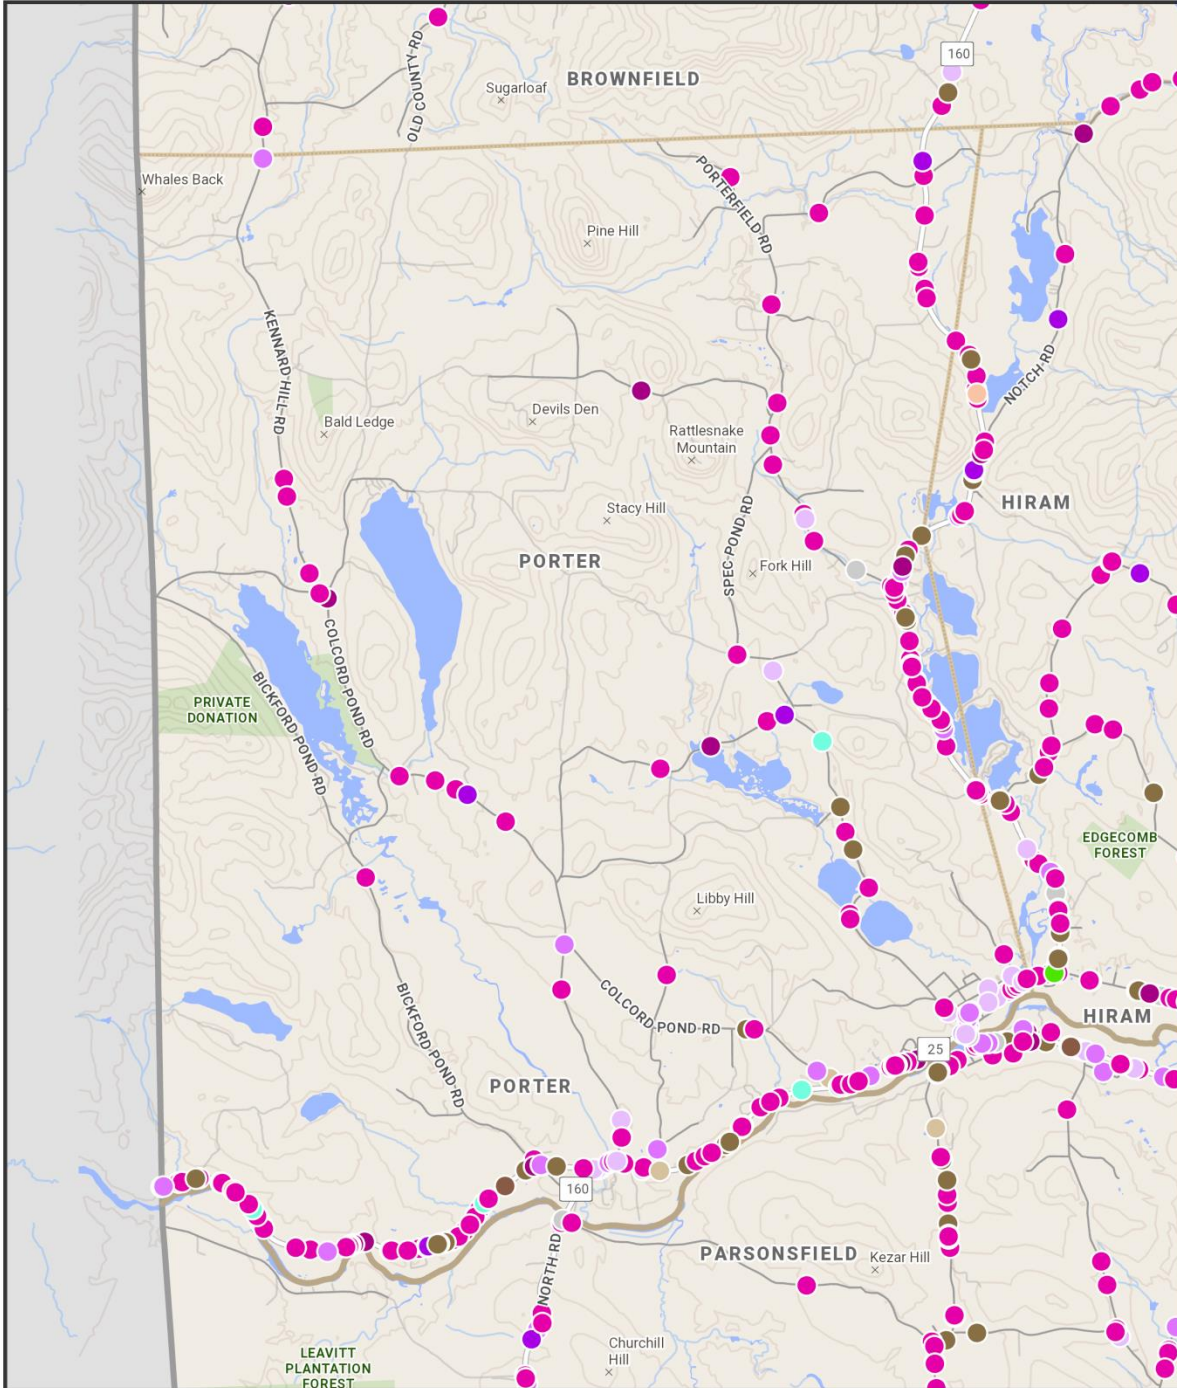 160
BROWNFIELD
OLD COUNTY RD
Sugarloaf
Whales Back
PORTERFIELD RD
Pine Hill
KENNARD HILL RD
NOTCH RD
Devils Den
Bald Ledge
Rattlesnake
Mountain
HIRAM
SPEC POND RD
Stacy Hill
PORTER
Fork Hill
COLCORD POND RD
BICKFORD POND RD
PRIVATE
DONATION
EDGECOMB
FOREST
Libby Hill
BICKFORD POND RD
COLCORD POND RD
HIRAM
25
PORTER
160
NORTH RD
PARSONSFIELD
Kezar Hill
Churchill
Hill
LEAVITT
PLANTATION
FOREST